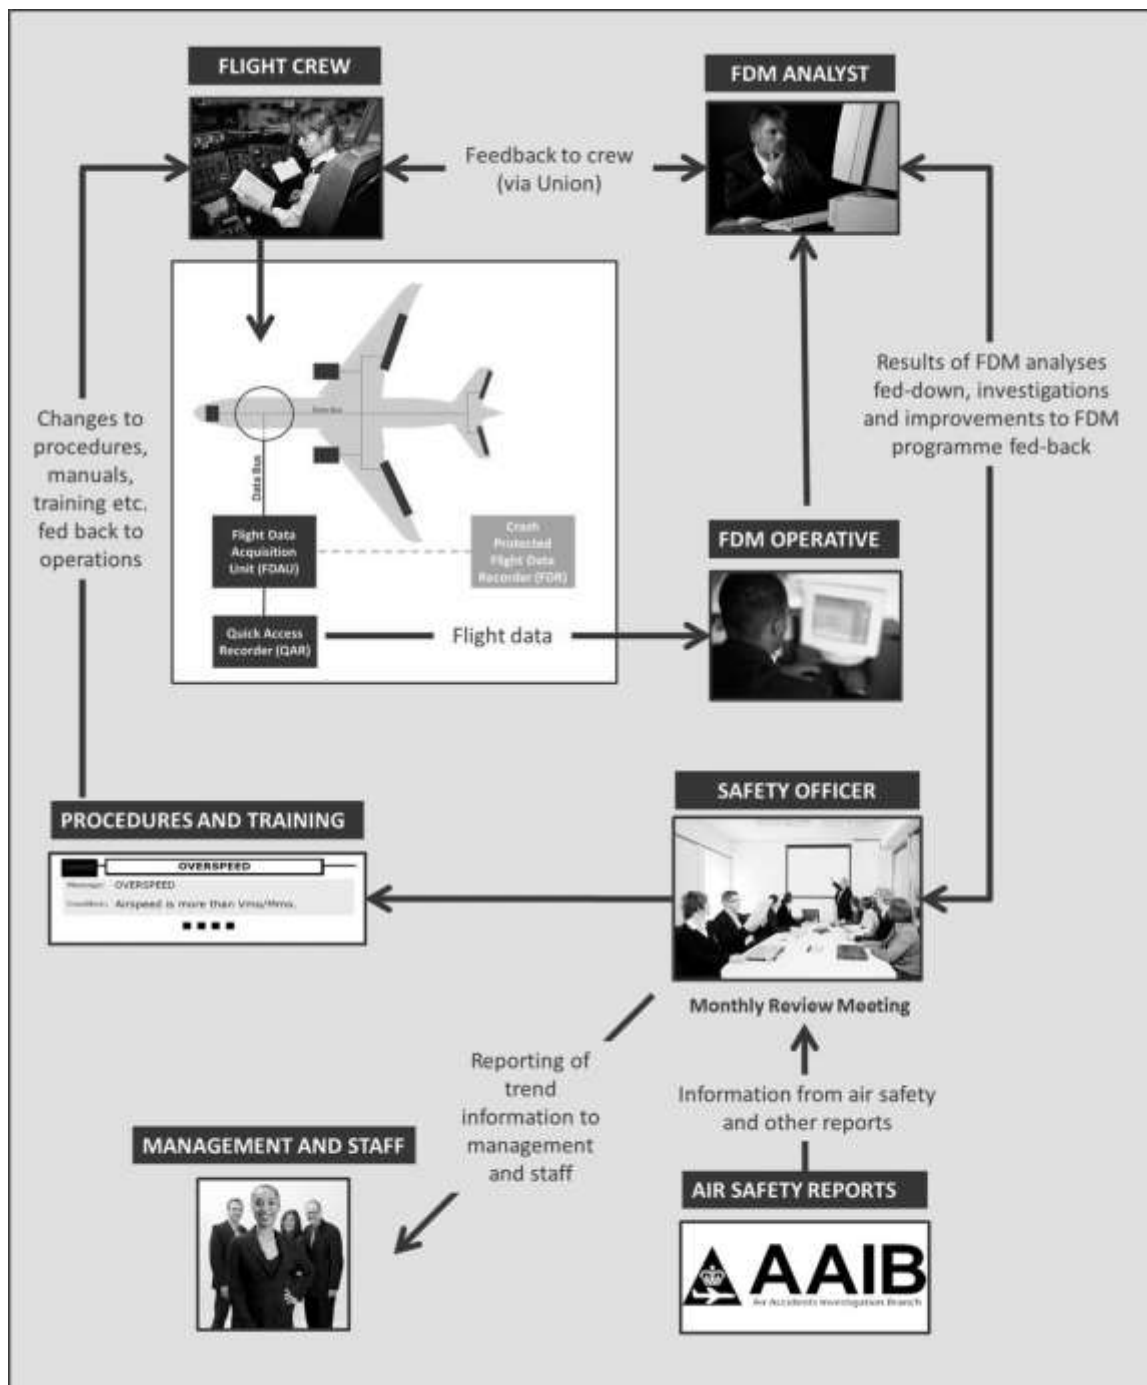 FLIGHT CREW
FDM ANALYST
Feedback to crew
(via Union)
Results of FDM analyses
fed-down, investigations
and improvements to FDM
programme fed-back
Changes to
procedures,
manuals,
training etc.
fed back to
operations
Data Bus
Data Bus
Flight Data
Acquisition
Unit (FDAU)
Crash
Protected
Flight Data
Recorder (FDR)
FDM OPERATIVE
Quick Access
Recorder (QAR)
Flight data
SAFETY OFFICER
PROCEDURES AND TRAINING
OVERSPEED
Message: OVERSPEED
Condition: Airspeed is more than Vmo/Mmo.
Monthly Review Meeting
Reporting of
trend
information to
management
and staff
Information from air safety
and other reports
MANAGEMENT AND STAFF
AIR SAFETY REPORTS
AAIB
Air Accidents Investigation Branch